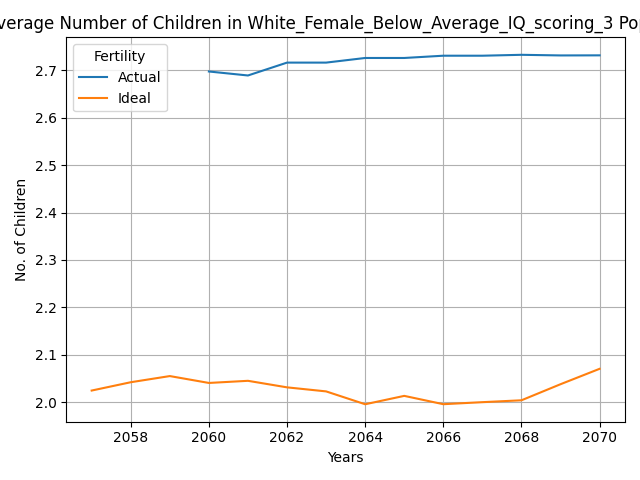 verage Number of Children in White_Female_Below_Average_IQ_scoring_3 Po
Fertility
Actual
Ideal
2.7
2.6
2.5
2.4
2.3
2.2
2.1
2.0
No. of Children
2058 2060 2062 2064 2066 2068 2070
Years